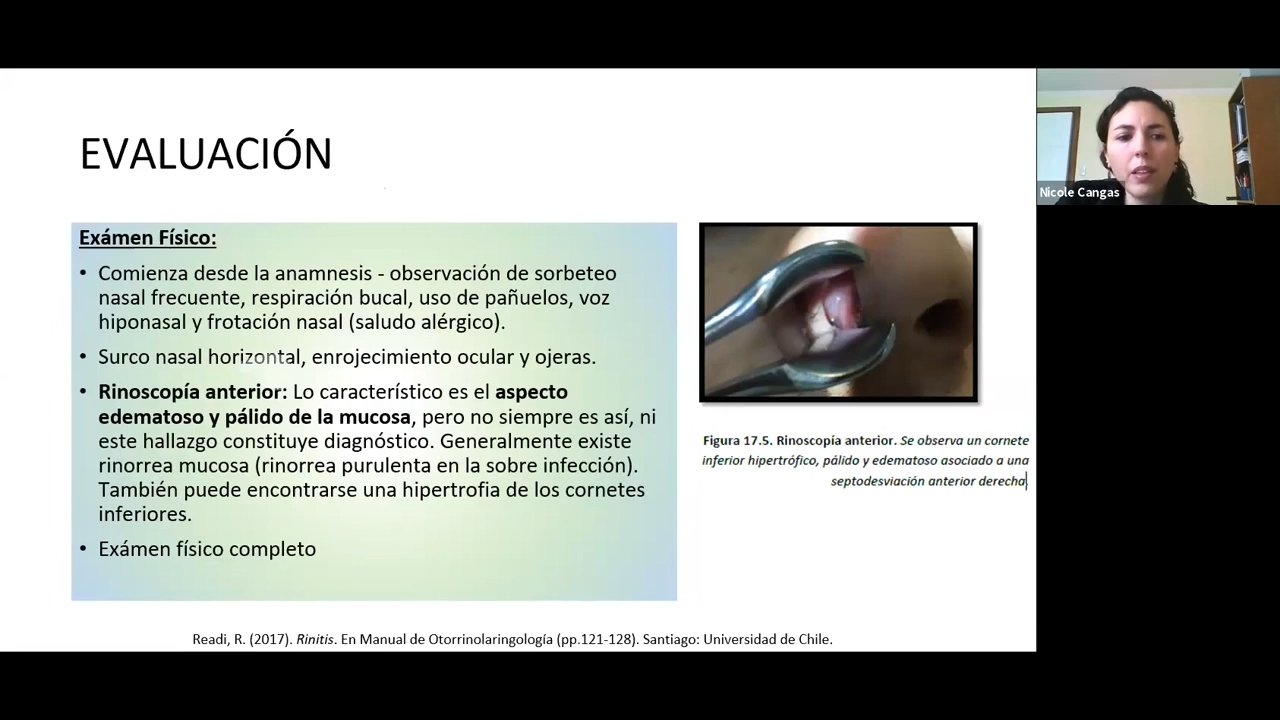 EVALUACIÓN
Exámen Físico:
• Comienza desde la anamnesis - observación de sorbeteo
nasal frecuente, respiración bucal, uso de pañuelos, voz
hiponasal y frotación nasal (saludo alérgico).
• Surco nasal horizontal, enrojecimiento ocular y ojeras.
• Rinoscopía anterior: Lo característico es el aspecto
edematoso y pálido de la mucosa, pero no siempre es así, ni
este hallazgo constituye diagnóstico. Generalmente existe
rinorrea mucosa (rinorrea purulenta en la sobre infección).
También puede encontrarse una hipertrofia de los cornetes
inferiores.
• Exámen físico completo
Figura 17.5. Rinoscopía anterior. Se observa un cornete
inferior hipertrófico, pálido y edematoso asociado a una
septodesviación anterior derecha.
Readi, R. (2017). Rinitis. En Manual de Otorrinolaringología (pp.121-128). Santiago: Universidad de Chile.
Nicole Cangas